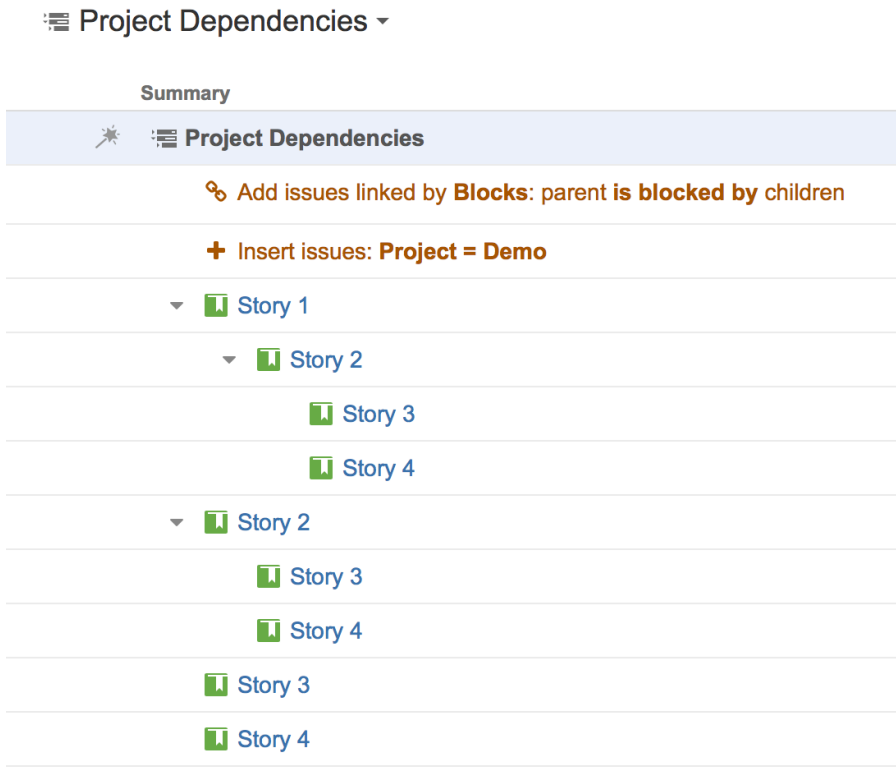 Project Dependencies
Summary
Project Dependencies
Add issues linked by Blocks: parent is blocked by children
Insert issues: Project = Demo
Story 1
Story 2
Story 3
Story 4
Story 2
Story 3
Story 4
Story 3
Story 4